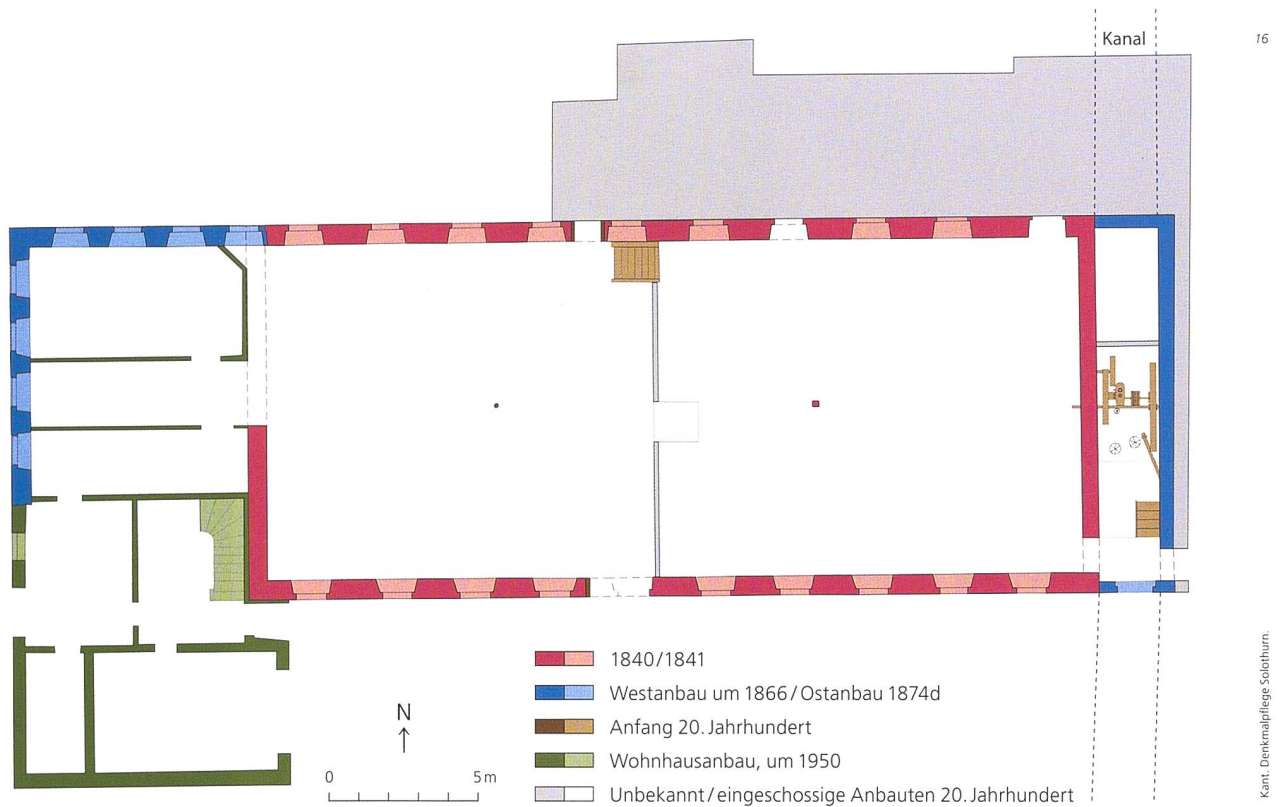 Kanal
16
1840/1841
Westanbau um 1866/Ostanbau 1874d
Anfang 20. Jahrhundert
Wohnhausanbau, um 1950
Unbekannt/eingeschossige Anbauten 20. Jahrhundert
N
0 5 m
Kant. Denkmalpflege Solothurn.